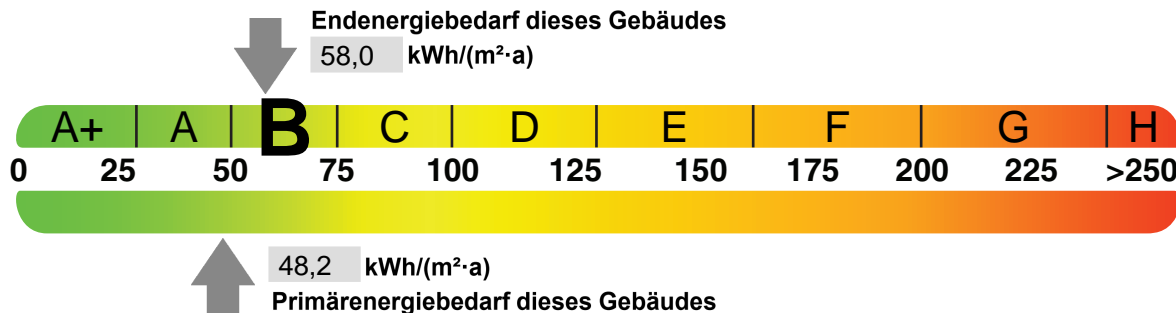 Endenergiebedarf dieses Gebäudes
58,0 kWh/(m²·a)
A+ A B C D E F G H
0 25 50 75 100 125 150 175 200 225 >250
48,2 kWh/(m²·a)
Primärenergiebedarf dieses Gebäudes